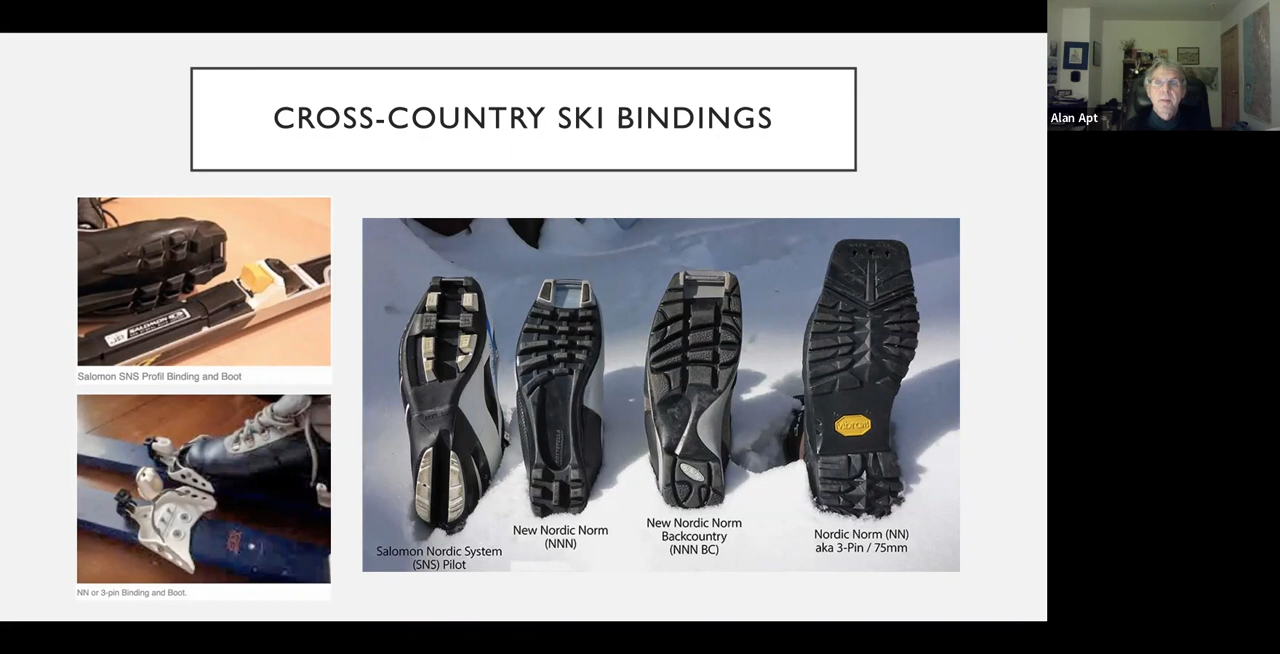 CROSS-COUNTRY SKI BINDINGS
Alan Apt
SALOMON
Salomon SNS Profil Binding and Boot
NN or 3-pin Binding and Boot.
vibram
Salomon Nordic System
(SNS) Pilot
New Nordic Norm
(NNN)
New Nordic Norm
Backcountry
(NNN BC)
Nordic Norm (NN)
aka 3-Pin / 75mm